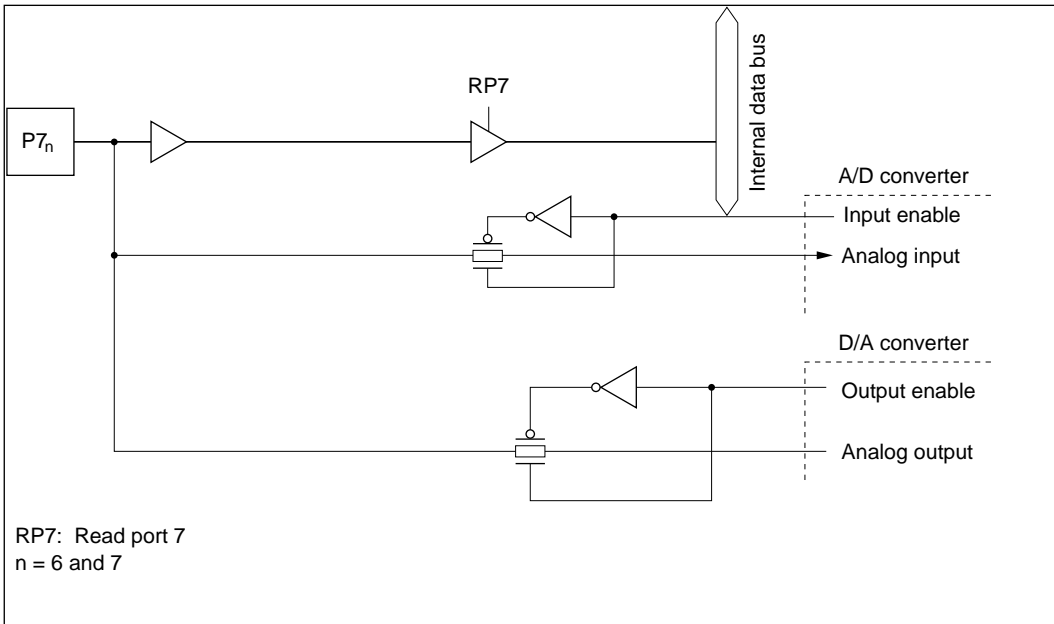 RP7
P7n
Internal data bus
A/D converter
Input enable
Analog input
D/A converter
Output enable
Analog output
RP7: Read port 7
n = 6 and 7